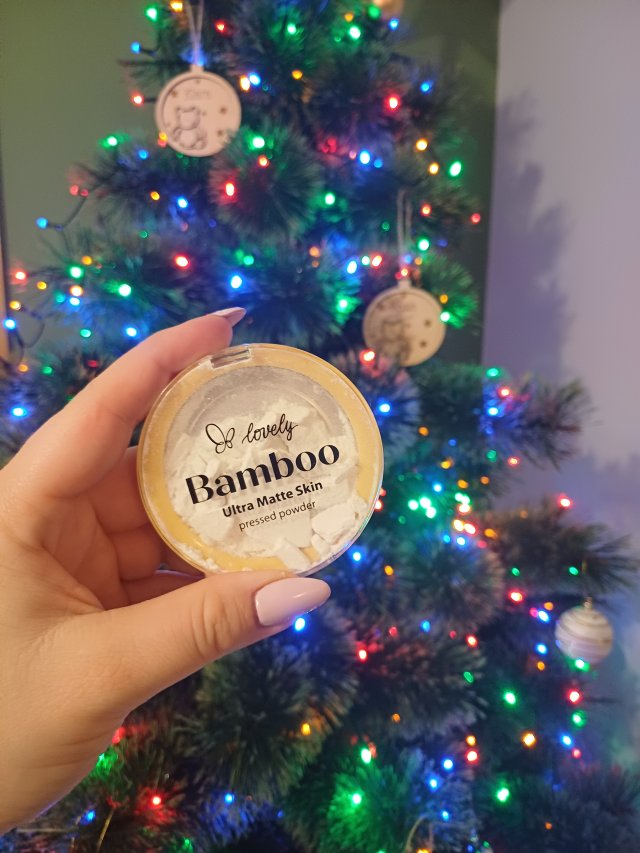 lovely
Bamboo
Ultra Matte Skin
pressed powder